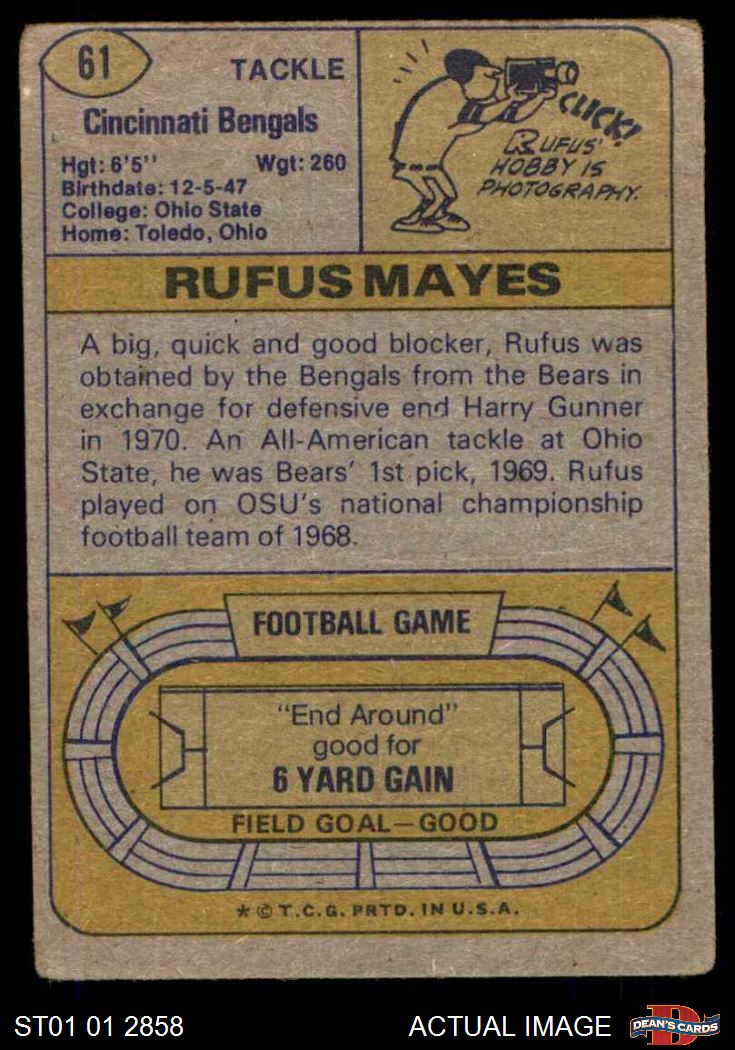 61
TACKLE
Cincinnati Bengals
Hgt: 6'5" Wgt: 260
Birthdate: 12-5-47
College: Ohio State
Home: Toledo, Ohio
CLICK!
RUFUS'
HOBBY IS
PHOTOGRAPHY.
RUFUS MAYES
A big, quick and good blocker, Rufus was
obtained by the Bengals from the Bears in
exchange for defensive end Harry Gunner
in 1970. An All-American tackle at Ohio
State, he was Bears' 1st pick, 1969. Rufus
played on OSU's national championship
football team of 1968.
FOOTBALL GAME
"End Around"
good for
6 YARD GAIN
FIELD GOAL—GOOD
* © T.C.G. PRTD. IN U.S.A.
ST01 01 2858
ACTUAL IMAGE
D
DEAN'S CARDS